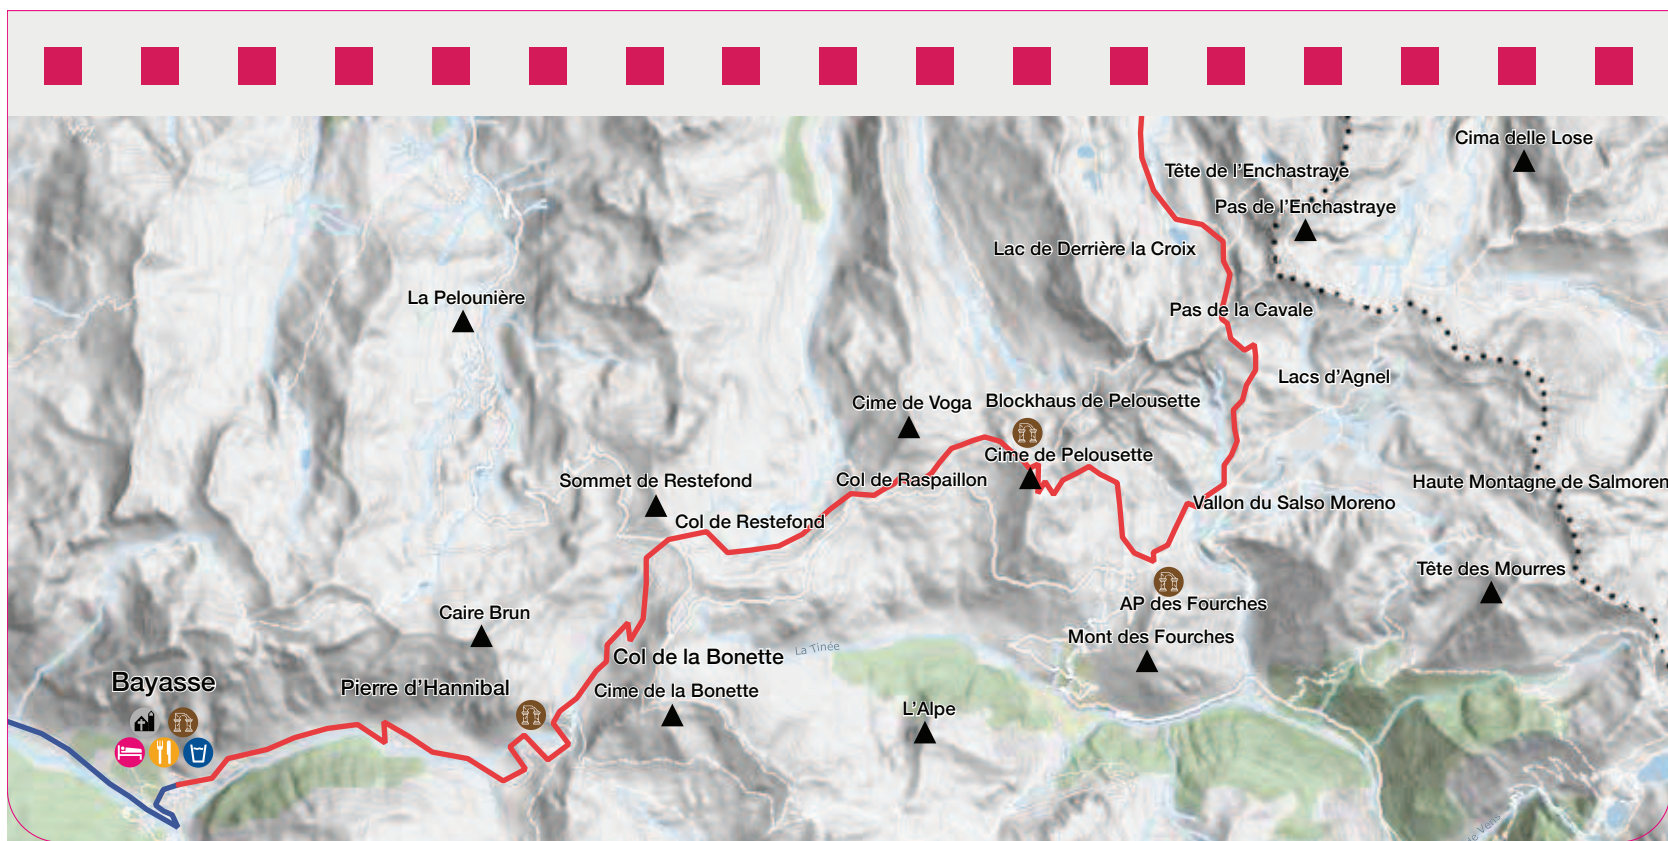 Cima delle Lose
Tête de l’Enchastraye
Pas de l’Enchastraye
Lac de Derrière la Croix
La Pelounière
Pas de la Cavale
Lacs d’Agnel
Cime de Voga
Blockhaus de Pelousette
Cime de Pelousette
Sommet de Restefond
Col de Raspaillon
Haute Montagne de Salmoren
Vallon du Salso Moreno
Col de Restefond
Tête des Mourres
AP des Fourches
Caire Brun
Mont des Fourches
La Tinée
Col de la Bonette
Bayasse
Pierre d’Hannibal
Cime de la Bonette
L’Alpe
de Vens